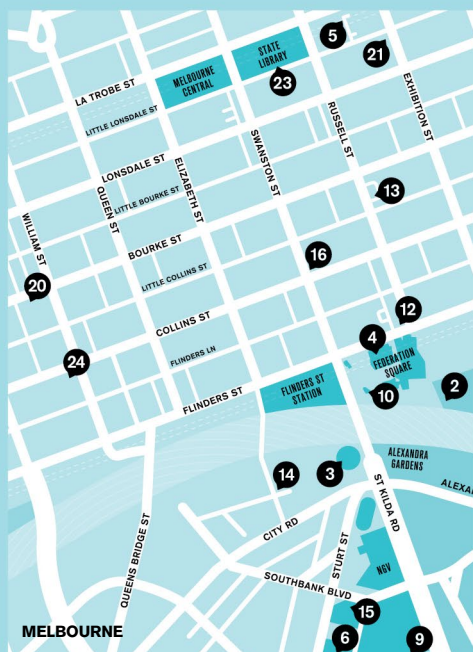 5
21
STATE
LIBRARY
MELBOURNE
CENTRAL
23
LA TROBE ST
LITTLE LONSDALE ST
EXHIBITION ST
RUSSELL ST
SWANSTON ST
LONSDALE ST
ELIZABETH ST
QUEEN ST
LITTLE BOURKE ST
13
WILLIAM ST
BOURKE ST
16
LITTLE COLLINS ST
20
COLLINS ST
12
4
FLINDERS LN
24
FEDERATION
SQUARE
FLINDERS ST
FLINDERS ST
STATION
10
2
ALEXANDRA
GARDENS
3
14
ST KILDA RD
ALEXA
CITY RD
QUEENS BRIDGE ST
STURT ST
NGV
SOUTHBANK BLVD
15
MELBOURNE
6
9